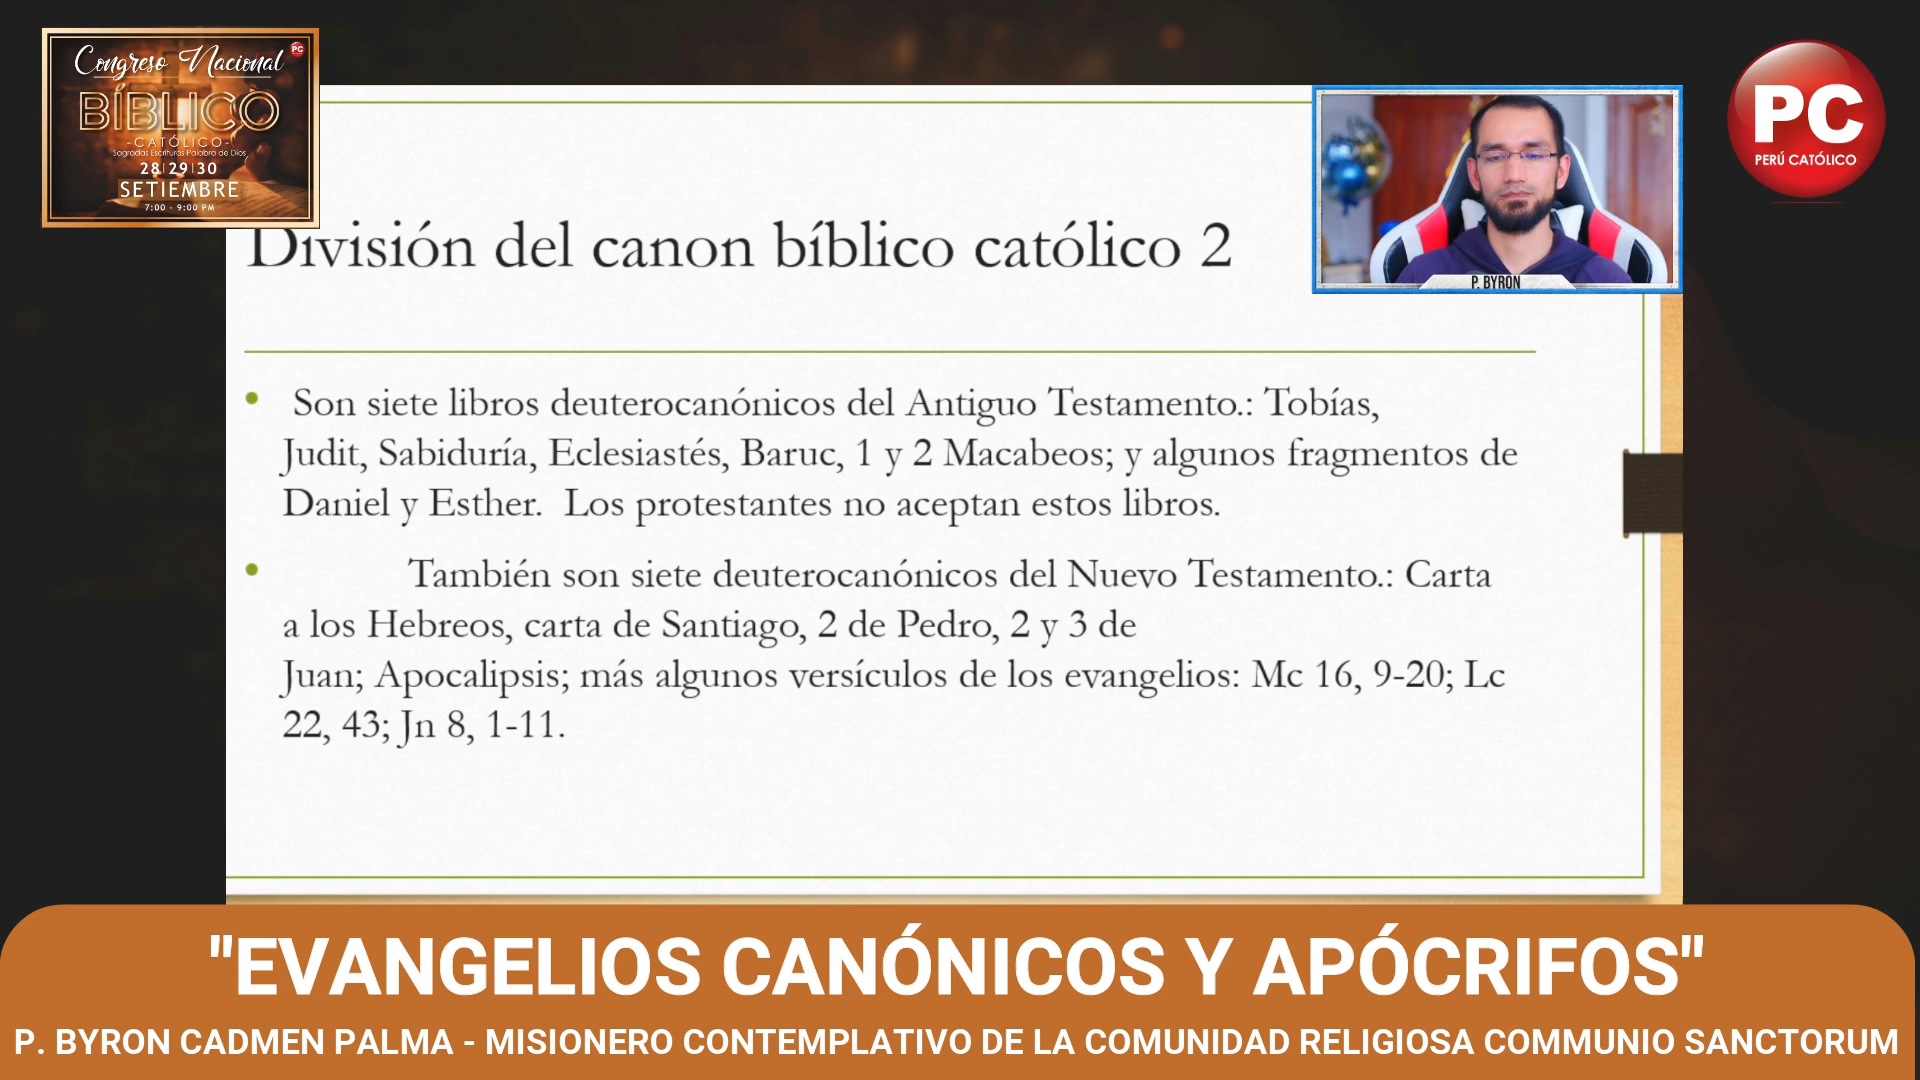 Congreso Nacional
PC
BÍBLICO
-CATÓLICO-
Sagradas Escrituras Palabra de Dios
28|29|30
SETIEMBRE
7:00 - 9:00 PM
División del canon bíblico católico 2
P. BYRON
PC
PERÚ CATÓLICO
• Son siete libros deuterocanónicos del Antiguo Testamento.: Tobías,
Judit, Sabiduría, Eclesiastés, Baruc, 1 y 2 Macabeos; y algunos fragmentos de
Daniel y Esther. Los protestantes no aceptan estos libros.
• También son siete deuterocanónicos del Nuevo Testamento.: Carta
a los Hebreos, carta de Santiago, 2 de Pedro, 2 y 3 de
Juan; Apocalipsis; más algunos versículos de los evangelios: Mc 16, 9-20; Lc
22, 43; Jn 8, 1-11.
"EVANGELIOS CANÓNICOS Y APÓCRIFOS"
P. BYRON CADMEN PALMA - MISIONERO CONTEMPLATIVO DE LA COMUNIDAD RELIGIOSA COMMUNIO SANCTORUM